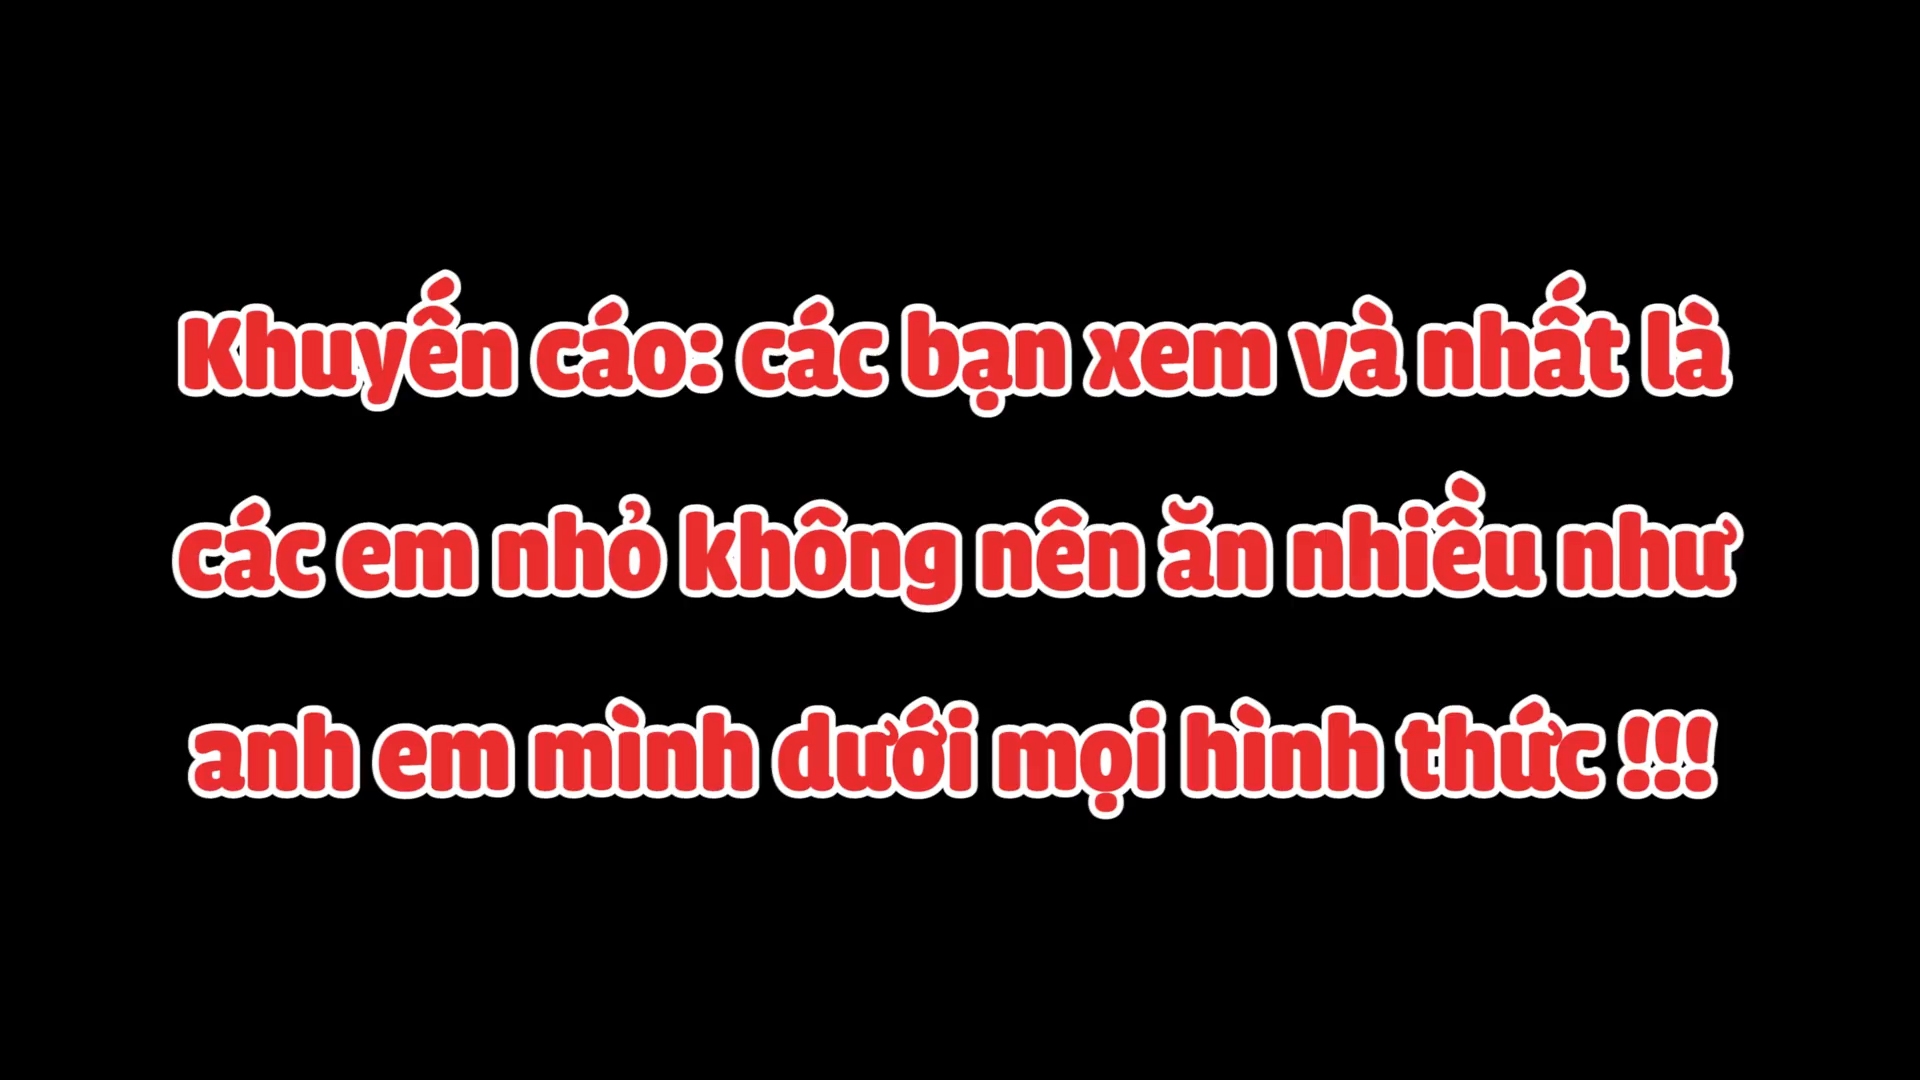 Khuyến cáo: các bạn xem và nhất là
các em nhỏ không nên ăn nhiều như
anh em mình dưới mọi hình thức !!!